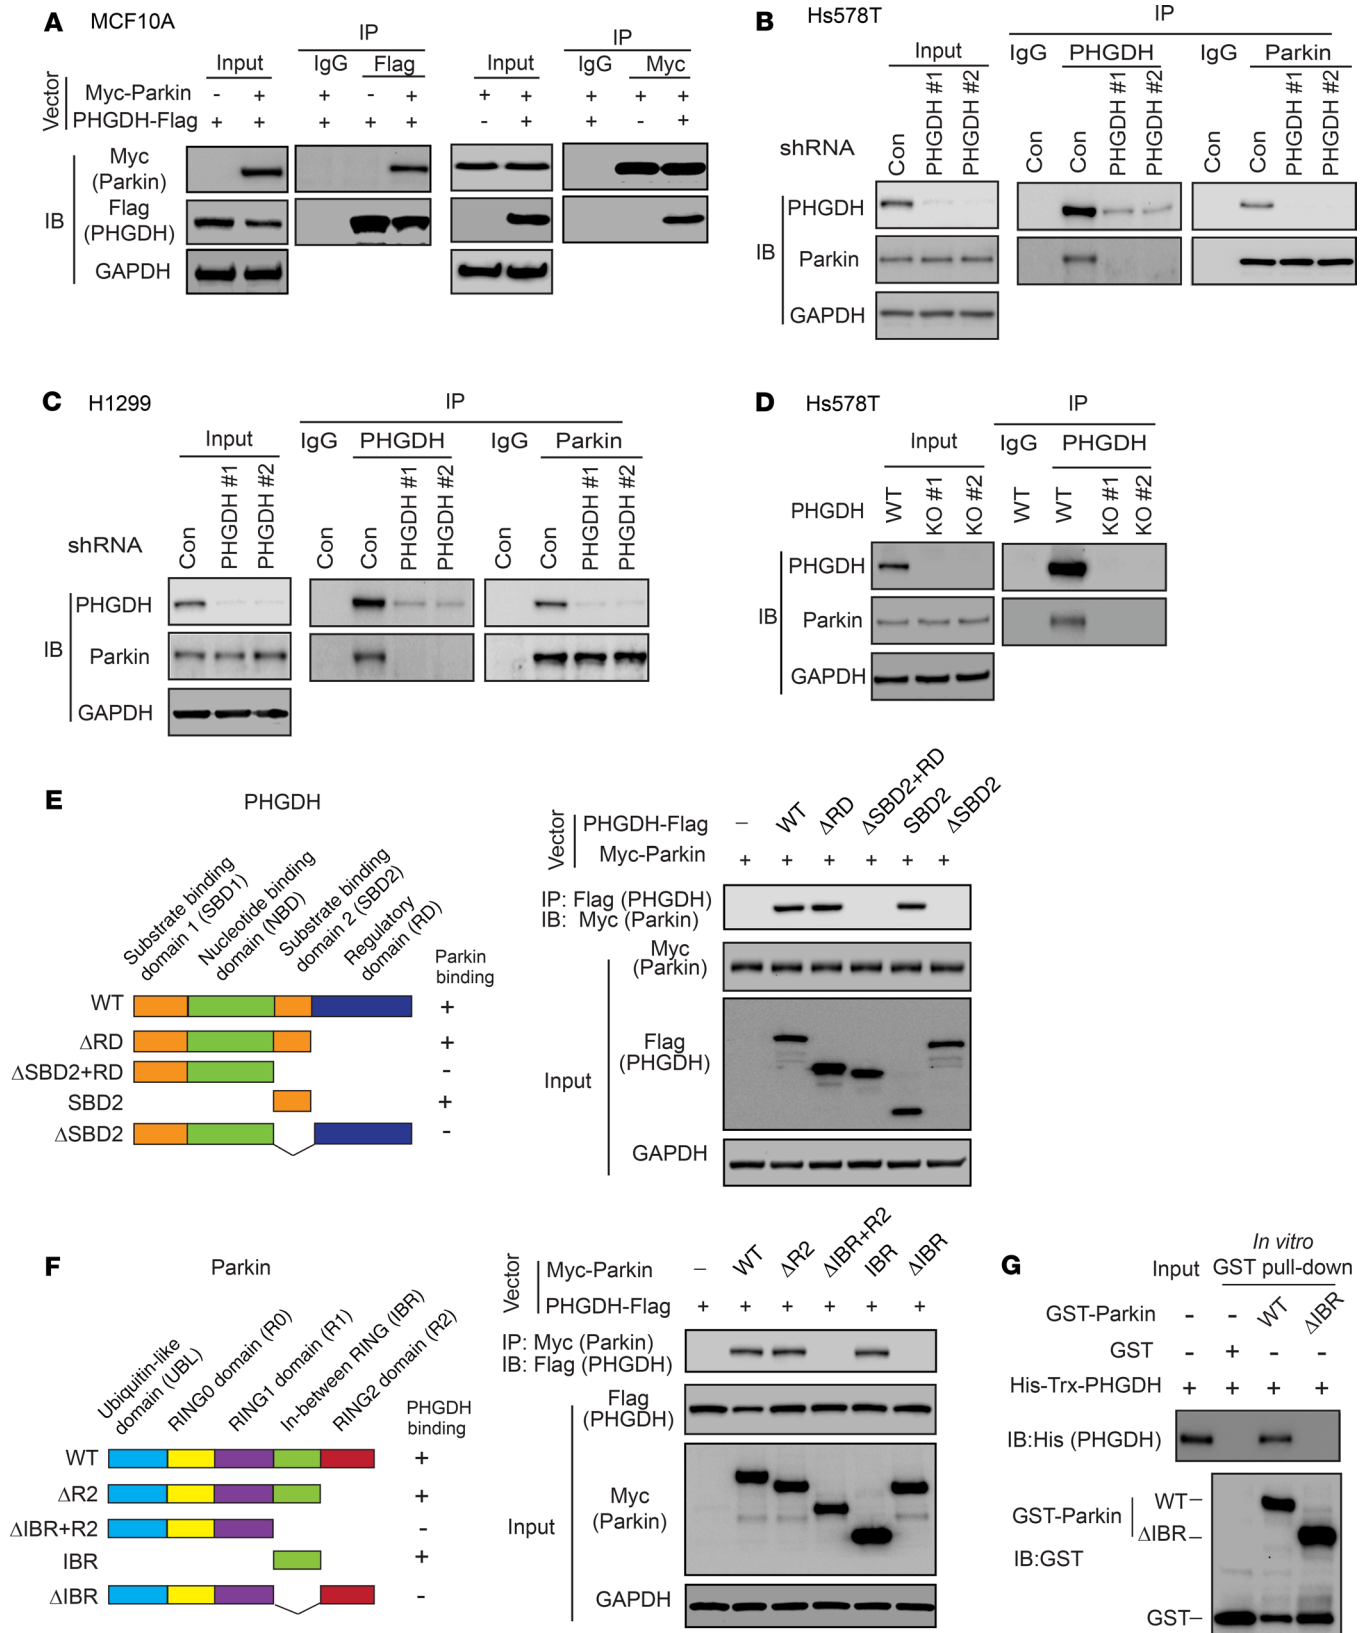 A MCF10A
IP
Input IgG Flag
Vector
Myc-Parkin - + + - +
PHGDH-Flag + + + + +
IP
Input IgG Myc
+ + + + +
- + + - +
IB
Myc
(Parkin)
Flag
(PHGDH)
GAPDH
B Hs578T
IP
Input IgG PHGDH IgG Parkin
shRNA Con PHGDH #1 PHGDH #2 Con Con PHGDH #1 PHGDH #2 Con Con PHGDH #1 PHGDH #2
IB
PHGDH
Parkin
GAPDH
C H1299
IP
Input IgG PHGDH IgG Parkin
shRNA Con PHGDH #1 PHGDH #2 Con Con PHGDH #1 PHGDH #2 Con Con PHGDH #1 PHGDH #2
IB
PHGDH
Parkin
GAPDH
D Hs578T
IP
Input IgG PHGDH
PHGDH WT KO #1 KO #2 WT WT KO #1 KO #2
IB
PHGDH
Parkin
GAPDH
E PHGDH
Substrate binding
domain 1 (SBD1)
Nucleotide binding
domain (NBD)
Substrate binding
domain 2 (SBD2)
Regulatory
domain (RD)
Parkin
binding
WT +
ΔRD +
ΔSBD2+RD -
SBD2 +
ΔSBD2 -
Vector
PHGDH-Flag – WT ΔRD ΔSBD2+RD SBD2 ΔSBD2
Myc-Parkin + + + + + +
IP: Flag (PHGDH)
IB: Myc (Parkin)
Input
Myc
(Parkin)
Flag
(PHGDH)
GAPDH
F Parkin
Ubiquitin-like
domain (UBL)
RING0 domain (R0)
RING1 domain (R1)
In-between RING (IBR)
RING2 domain (R2)
PHGDH
binding
WT +
ΔR2 +
ΔIBR+R2 -
IBR +
ΔIBR -
Vector
Myc-Parkin – WT ΔR2 ΔIBR+R2 IBR ΔIBR
PHGDH-Flag + + + + + +
IP: Myc (Parkin)
IB: Flag (PHGDH)
Input
Flag
(PHGDH)
Myc
(Parkin)
GAPDH
G In vitro
Input GST pull-down
GST-Parkin - - WT ΔIBR
GST - + - -
His-Trx-PHGDH + + + +
IB:His (PHGDH)
GST-Parkin
WT–
ΔIBR–
IB:GST
GST–